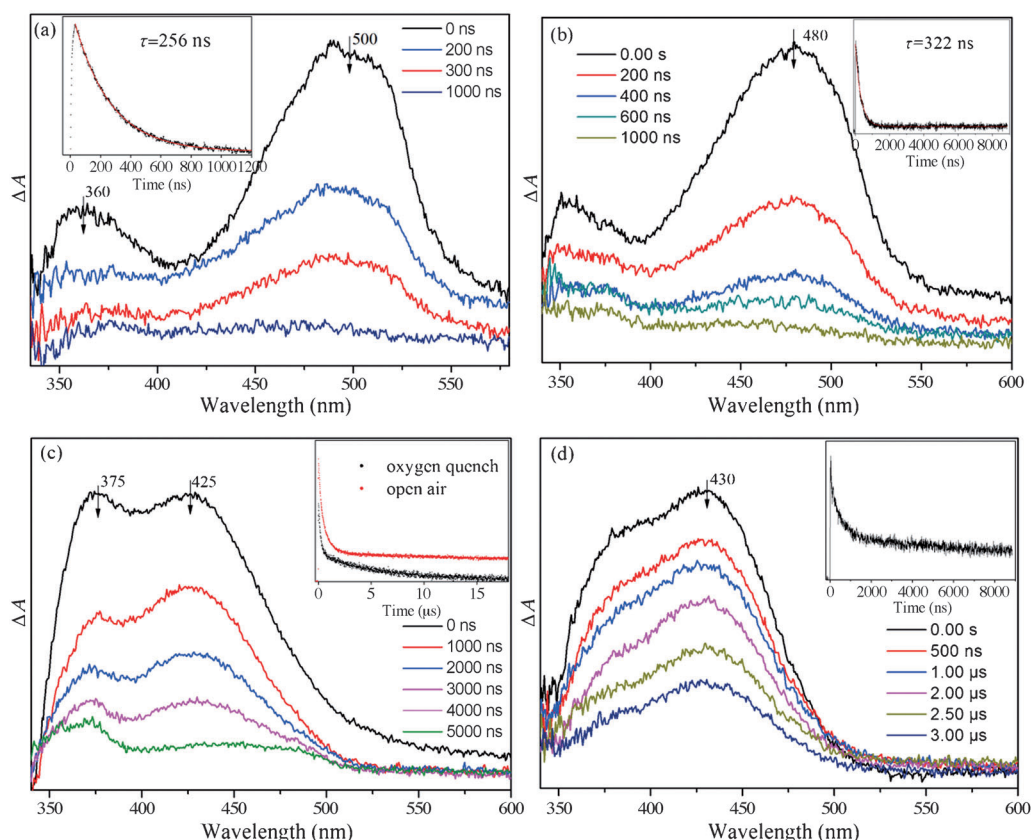 (a)
τ=256 ns
0 200 400 600 800 1000 1200
Time (ns)
500
360
0 ns
200 ns
300 ns
1000 ns
ΔA
350 400 450 500 550
Wavelength (nm)
(b)
480
0.00 s
200 ns
400 ns
600 ns
1000 ns
τ=322 ns
0 2000 4000 6000 8000
Time (ns)
ΔA
350 400 450 500 550 600
Wavelength (nm)
(c)
375
425
oxygen quench
open air
0 5 10 15
Time (μs)
0 ns
1000 ns
2000 ns
3000 ns
4000 ns
5000 ns
ΔA
350 400 450 500 550 600
Wavelength (nm)
(d)
430
0 2000 4000 6000 8000
Time (ns)
0.00 s
500 ns
1.00 μs
2.00 μs
2.50 μs
3.00 μs
ΔA
350 400 450 500 550 600
Wavelength (nm)